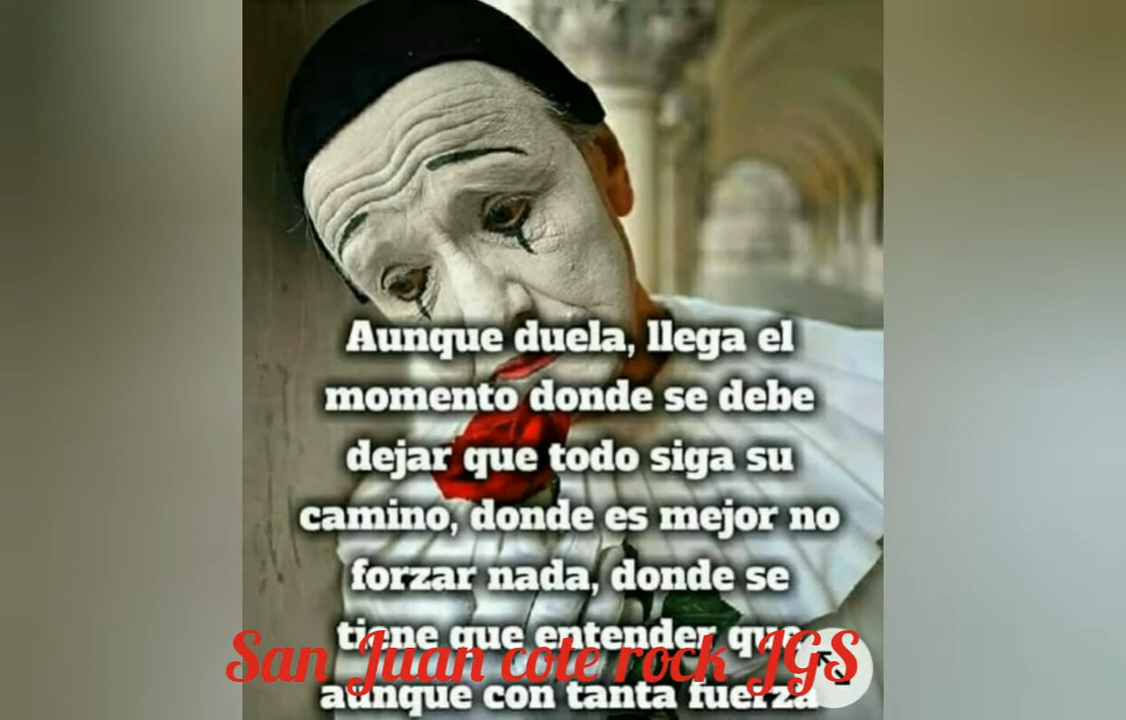 Aunque duela, llega el
momento donde se debe
dejar que todo siga su
camino, donde es mejor no
forzar nada, donde se
tiene que entender que
San Juan cote rock JGS
aunque con tanta fuerza